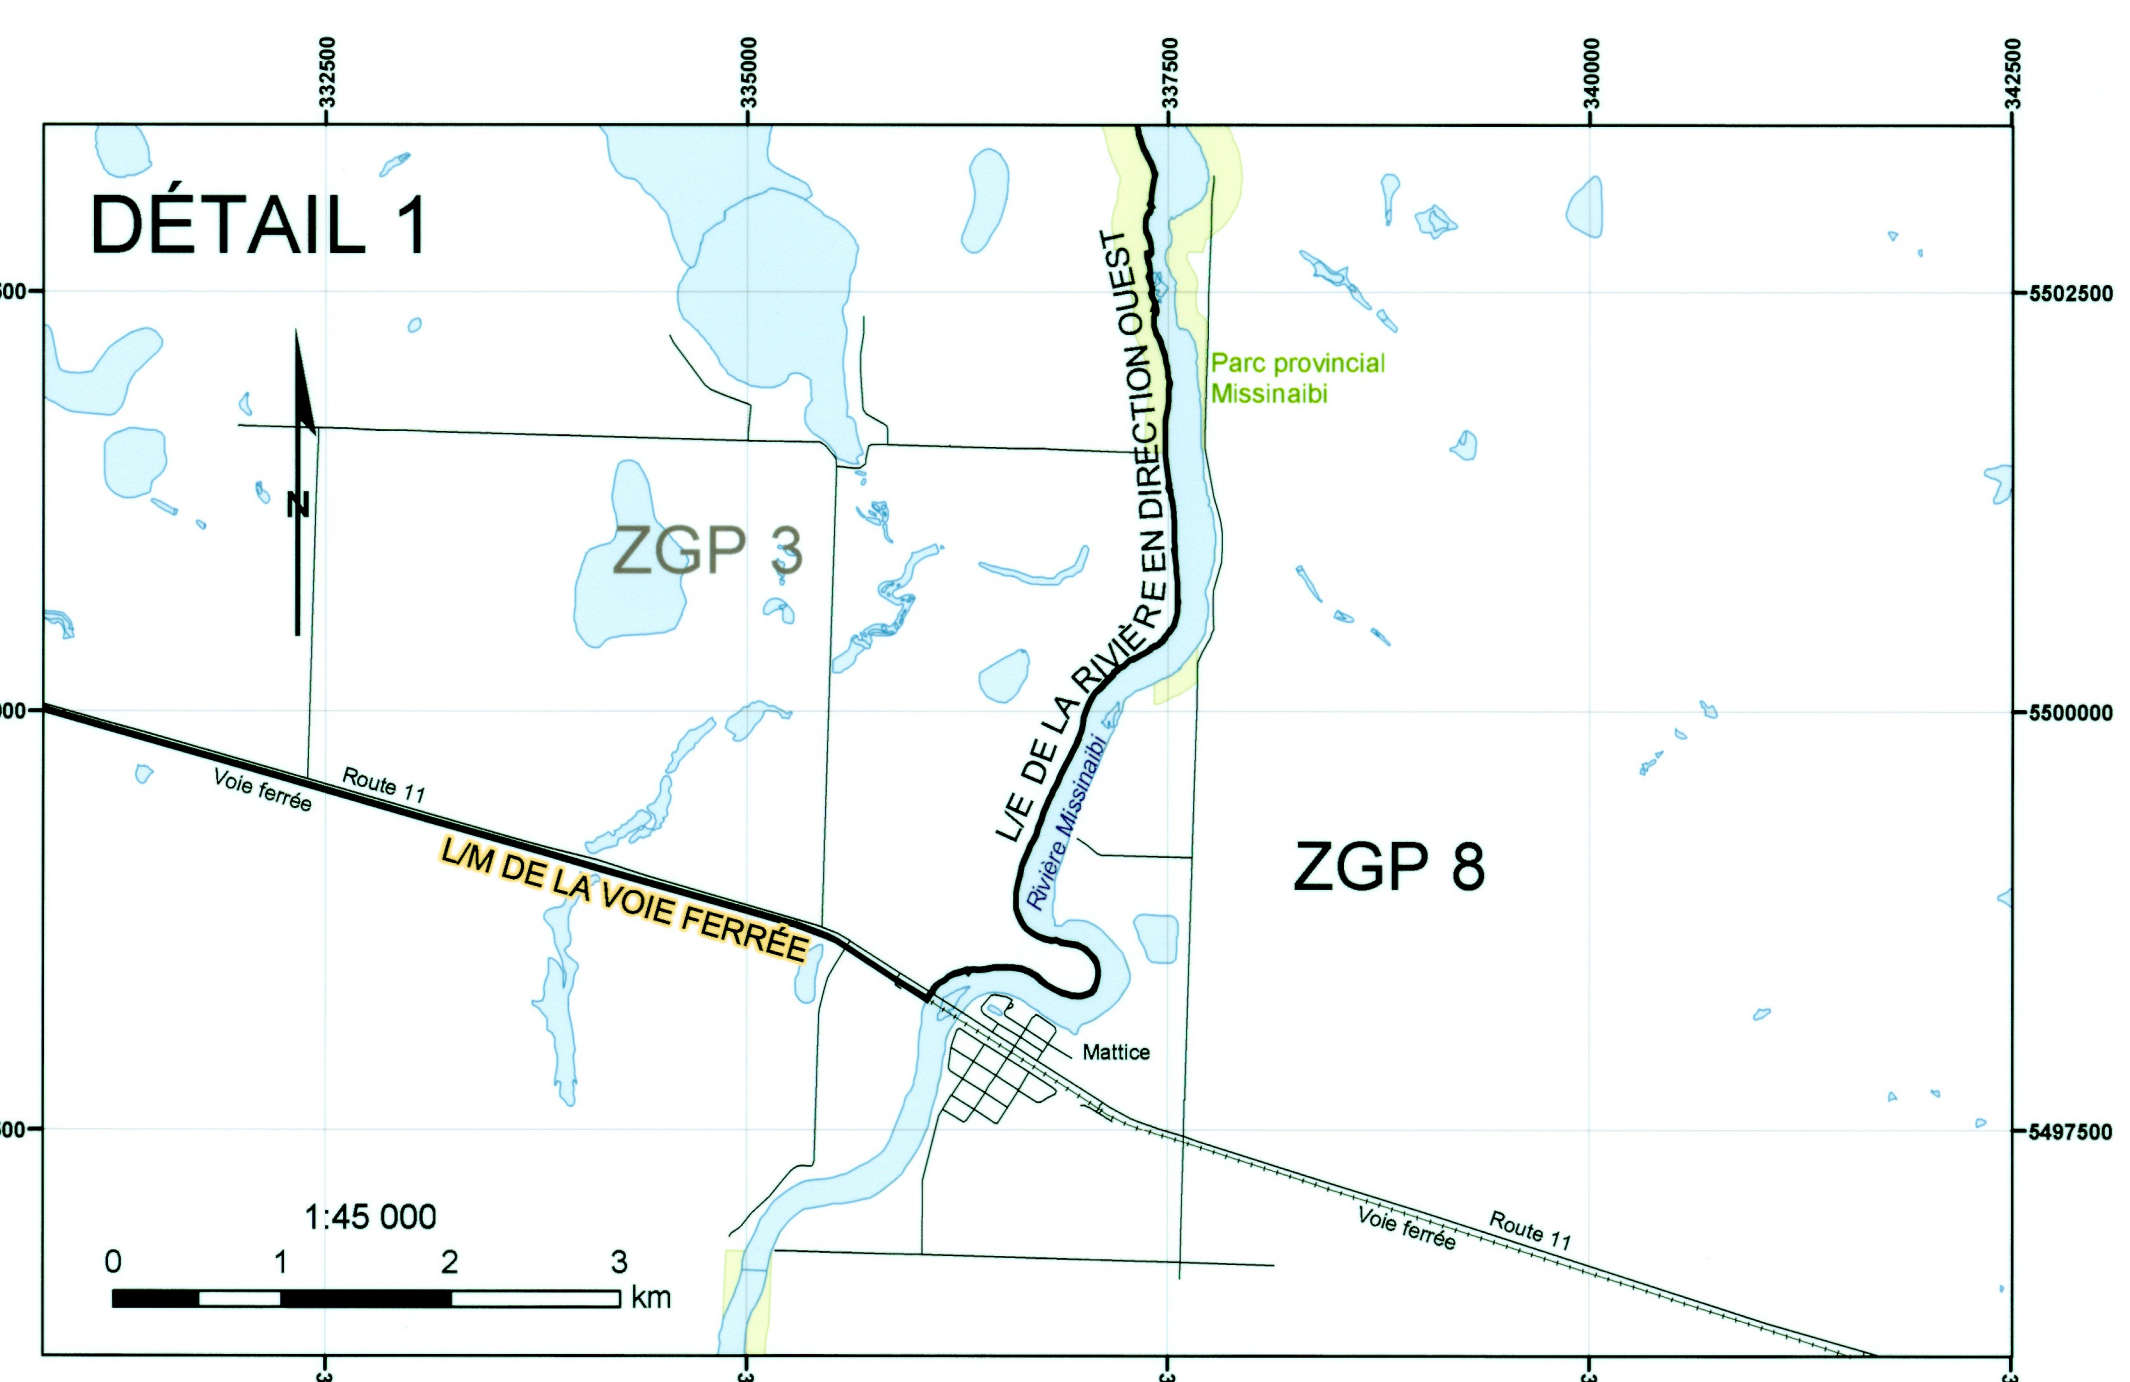 332500
335000
337500
340000
342500
DÉTAIL 1
5502500
L/E DE LA RIVIÈRE EN DIRECTION OUEST
Parc provincial
Missinaibi
N
ZGP 3
5500000
Route 11
Voie ferrée
L/M DE LA VOIE FERRÉE
Rivière Missinaibi
ZGP 8
Mattice
5497500
Voie ferrée
Route 11
1:45 000
0 1 2 3
km